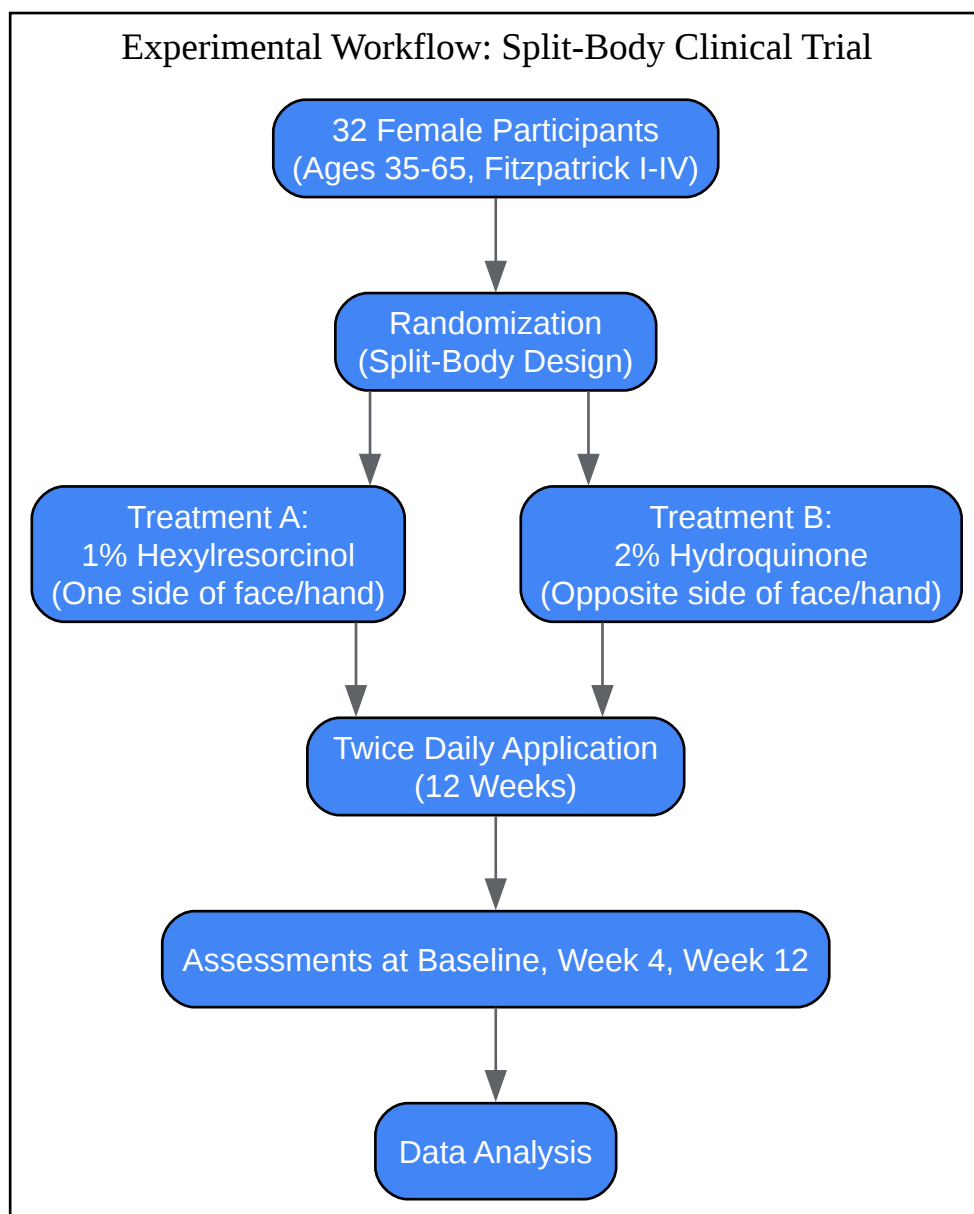 Experimental Workflow: Split-Body Clinical Trial
32 Female Participants
(Ages 35-65, Fitzpatrick I-IV)
Randomization
(Split-Body Design)
Treatment A:
1% Hexylresorcinol
(One side of face/hand)
Treatment B:
2% Hydroquinone
(Opposite side of face/hand)
Twice Daily Application
(12 Weeks)
Assessments at Baseline, Week 4, Week 12
Data Analysis